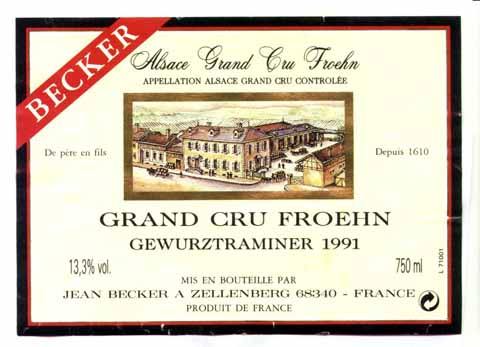 BECKER
Alsace Grand Cru Froehn
APPELLATION ALSACE GRAND CRU CONTROLÉE
De père en fils
Depuis 1610
GRAND CRU FROEHN
GEWURZTRAMINER 1991
13,3% vol.
750 ml
L 71001
MIS EN BOUTEILLE PAR
JEAN BECKER A ZELLENBERG 68340 - FRANCE
PRODUIT DE FRANCE